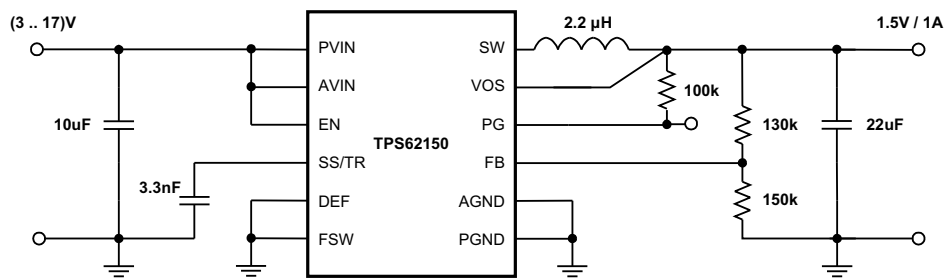 (3 .. 17)V
2.2 µH
1.5V / 1A
PVIN
SW
AVIN
VOS
100k
10uF
EN
PG
130k
22uF
TPS62150
SS/TR
FB
3.3nF
150k
DEF
AGND
FSW
PGND